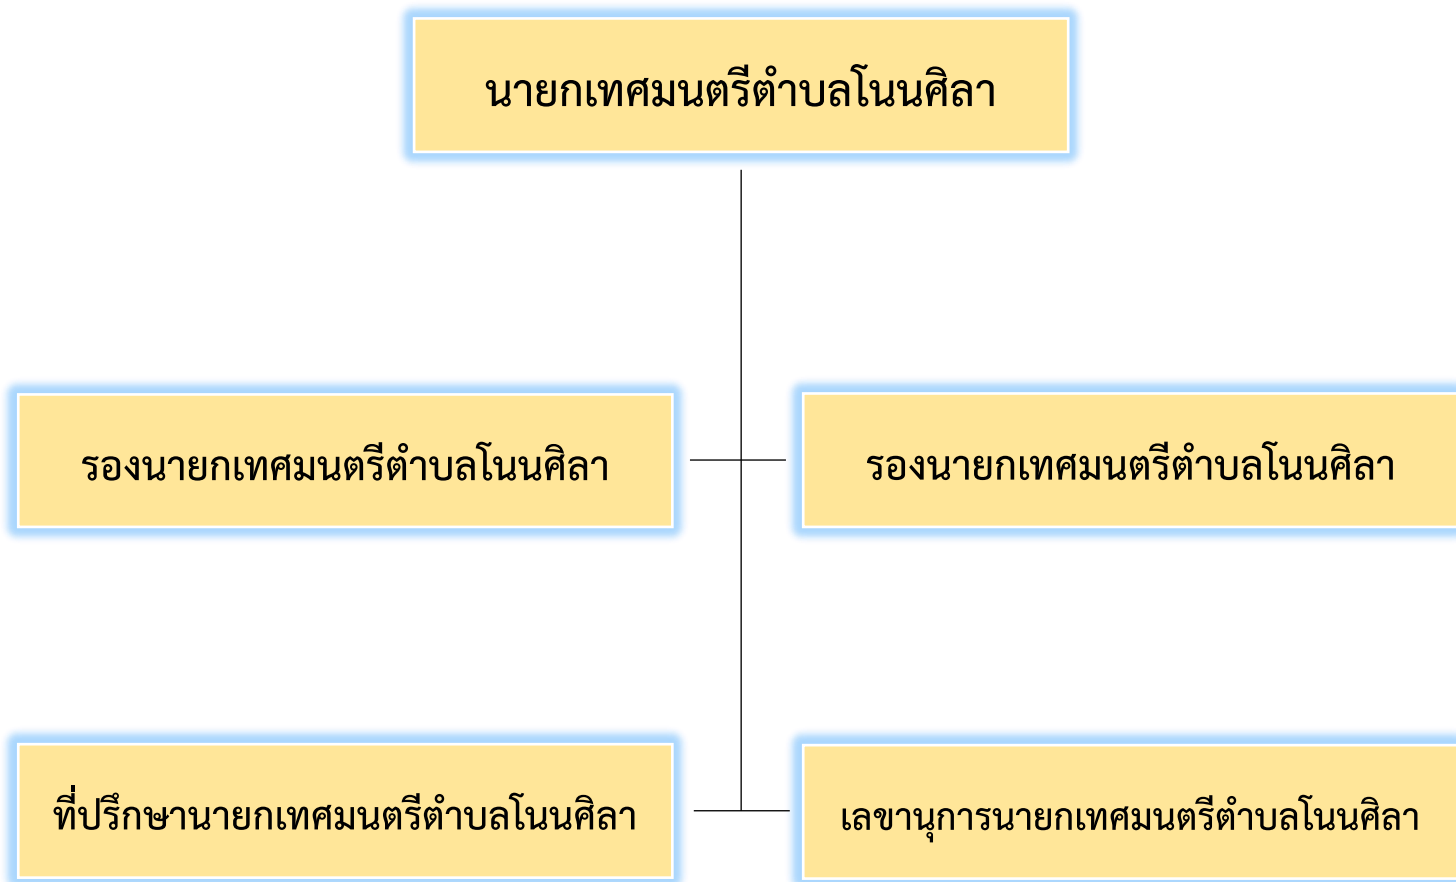 นายกเทศมนตรีตำบลโนนศิลา
รองนายกเทศมนตรีตำบลโนนศิลา
รองนายกเทศมนตรีตำบลโนนศิลา
ที่ปรึกษานายกเทศมนตรีตำบลโนนศิลา
เลขานุการนายกเทศมนตรีตำบลโนนศิลา